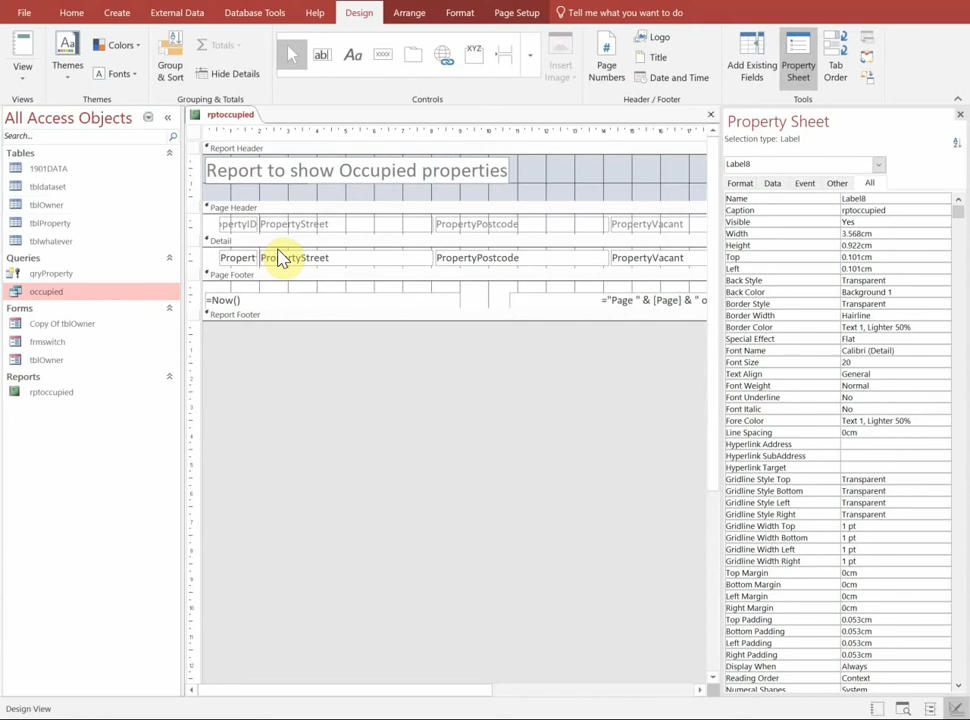 File Home Create External Data Database Tools Help Design Arrange Format Page Setup Tell me what you want to do
View
Views
Themes
Colors
Fonts
Themes
Group & Sort
Totals
Hide Details
Grouping & Totals
ab|
Aa
XXXX
XYZ
Controls
Insert Image
Page Numbers
Logo
Title
Date and Time
Header / Footer
Add Existing Fields
Property Sheet
Tab Order
Tools
All Access Objects
Search...
Tables
1901DATA
tbldataset
tblOwner
tblProperty
tblwhatever
Queries
qryProperty
occupied
Forms
Copy Of tblOwner
frmswitch
tblOwner
Reports
rptoccupied
rptoccupied
Report Header
Report to show Occupied properties
Page Header
opertyID PropertyStreet PropertyPostcode PropertyVacant
Detail
Propert PropertyStreet PropertyPostcode PropertyVacant
Page Footer
=Now() ="Page " & [Page] & " o
Report Footer
Property Sheet
Selection type: Label
Label8
Format Data Event Other All
Name Label8
Caption rptoccupied
Visible Yes
Width 3.568cm
Height 0.922cm
Top 0.101cm
Left 0.101cm
Back Style Transparent
Back Color Background 1
Border Style Transparent
Border Width Hairline
Border Color Text 1, Lighter 50%
Special Effect Flat
Font Name Calibri (Detail)
Font Size 20
Text Align General
Font Weight Normal
Font Underline No
Font Italic No
Fore Color Text 1, Lighter 50%
Line Spacing 0cm
Hyperlink Address
Hyperlink SubAddress
Hyperlink Target
Gridline Style Top Transparent
Gridline Style Bottom Transparent
Gridline Style Left Transparent
Gridline Style Right Transparent
Gridline Width Top 1 pt
Gridline Width Bottom 1 pt
Gridline Width Left 1 pt
Gridline Width Right 1 pt
Top Margin 0cm
Bottom Margin 0cm
Left Margin 0cm
Right Margin 0cm
Top Padding 0.053cm
Bottom Padding 0.053cm
Left Padding 0.053cm
Right Padding 0.053cm
Display When Always
Reading Order Context
Numeral Shapes System
Design View